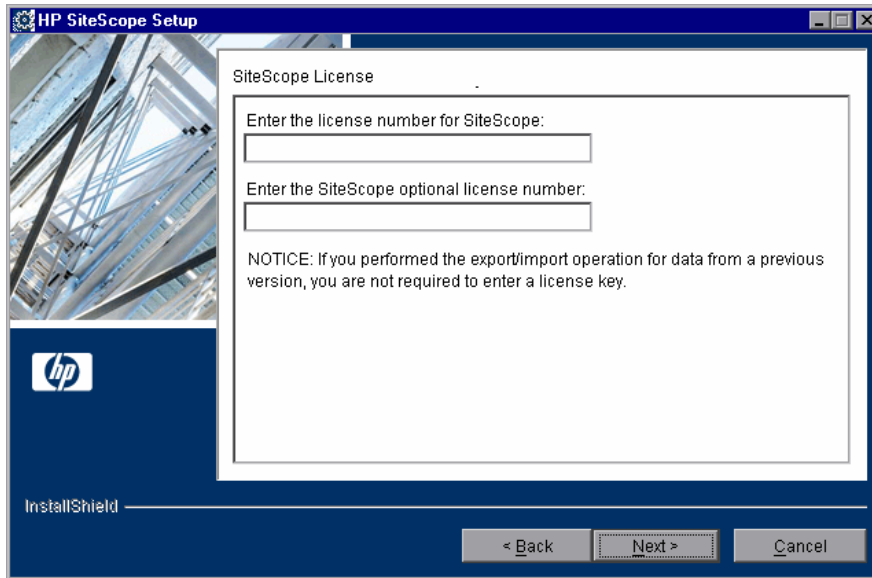 HP SiteScope Setup
SiteScope License
Enter the license number for SiteScope:
Enter the SiteScope optional license number:
NOTICE: If you performed the export/import operation for data from a previous
version, you are not required to enter a license key.
hp
InstallShield
< Back
Next >
Cancel